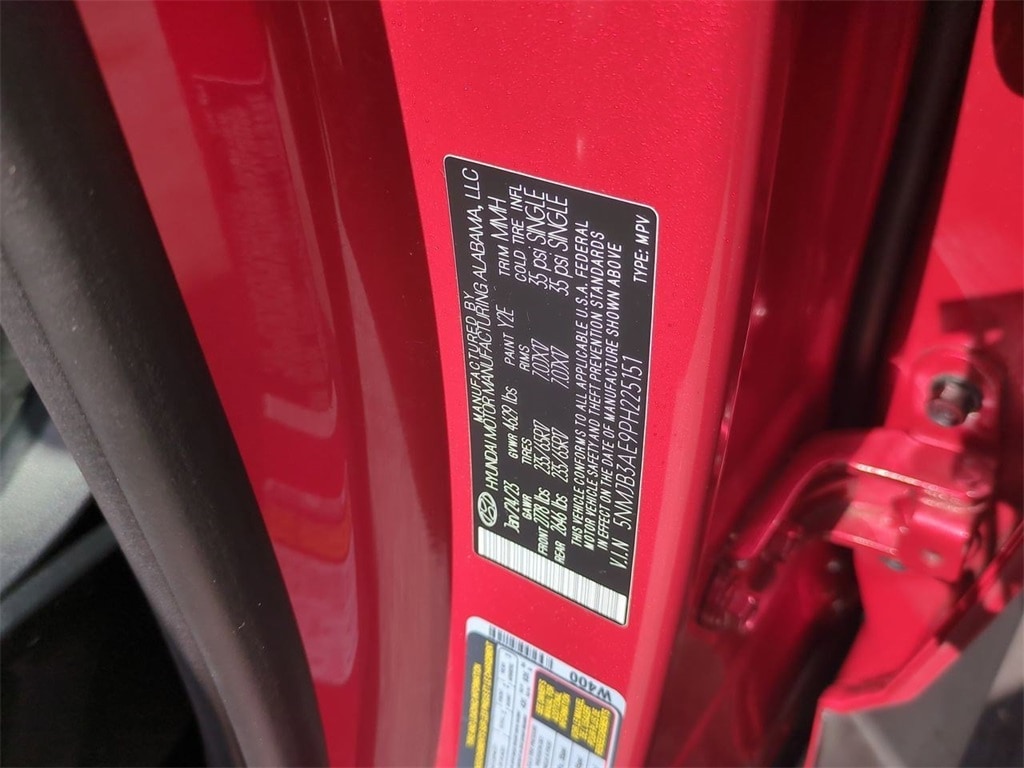 MANUFACTURED BY
HYUNDAI MOTOR MANUFACTURING ALABAMA, LLC
Jan/24/23 GVWR 4629 lbs PAINT Y2E TRIM MMH
GAWR TIRES RMS COLD TIRE INFL
FRONT 2778 lbs 235/65R17 7.0JX17 35 psi SINGLE
REAR 2646 lbs 235/65R17 7.0JX17 35 psi SINGLE
THIS VEHICLE CONFORMS TO ALL APPLICABLE U.S.A. FEDERAL
MOTOR VEHICLE SAFETY AND THEFT PREVENTION STANDARDS
IN EFFECT ON THE DATE OF MANUFACTURE SHOWN ABOVE
V.I.N 5NMJB3AE9PH225151 TYPE: MPV
W400